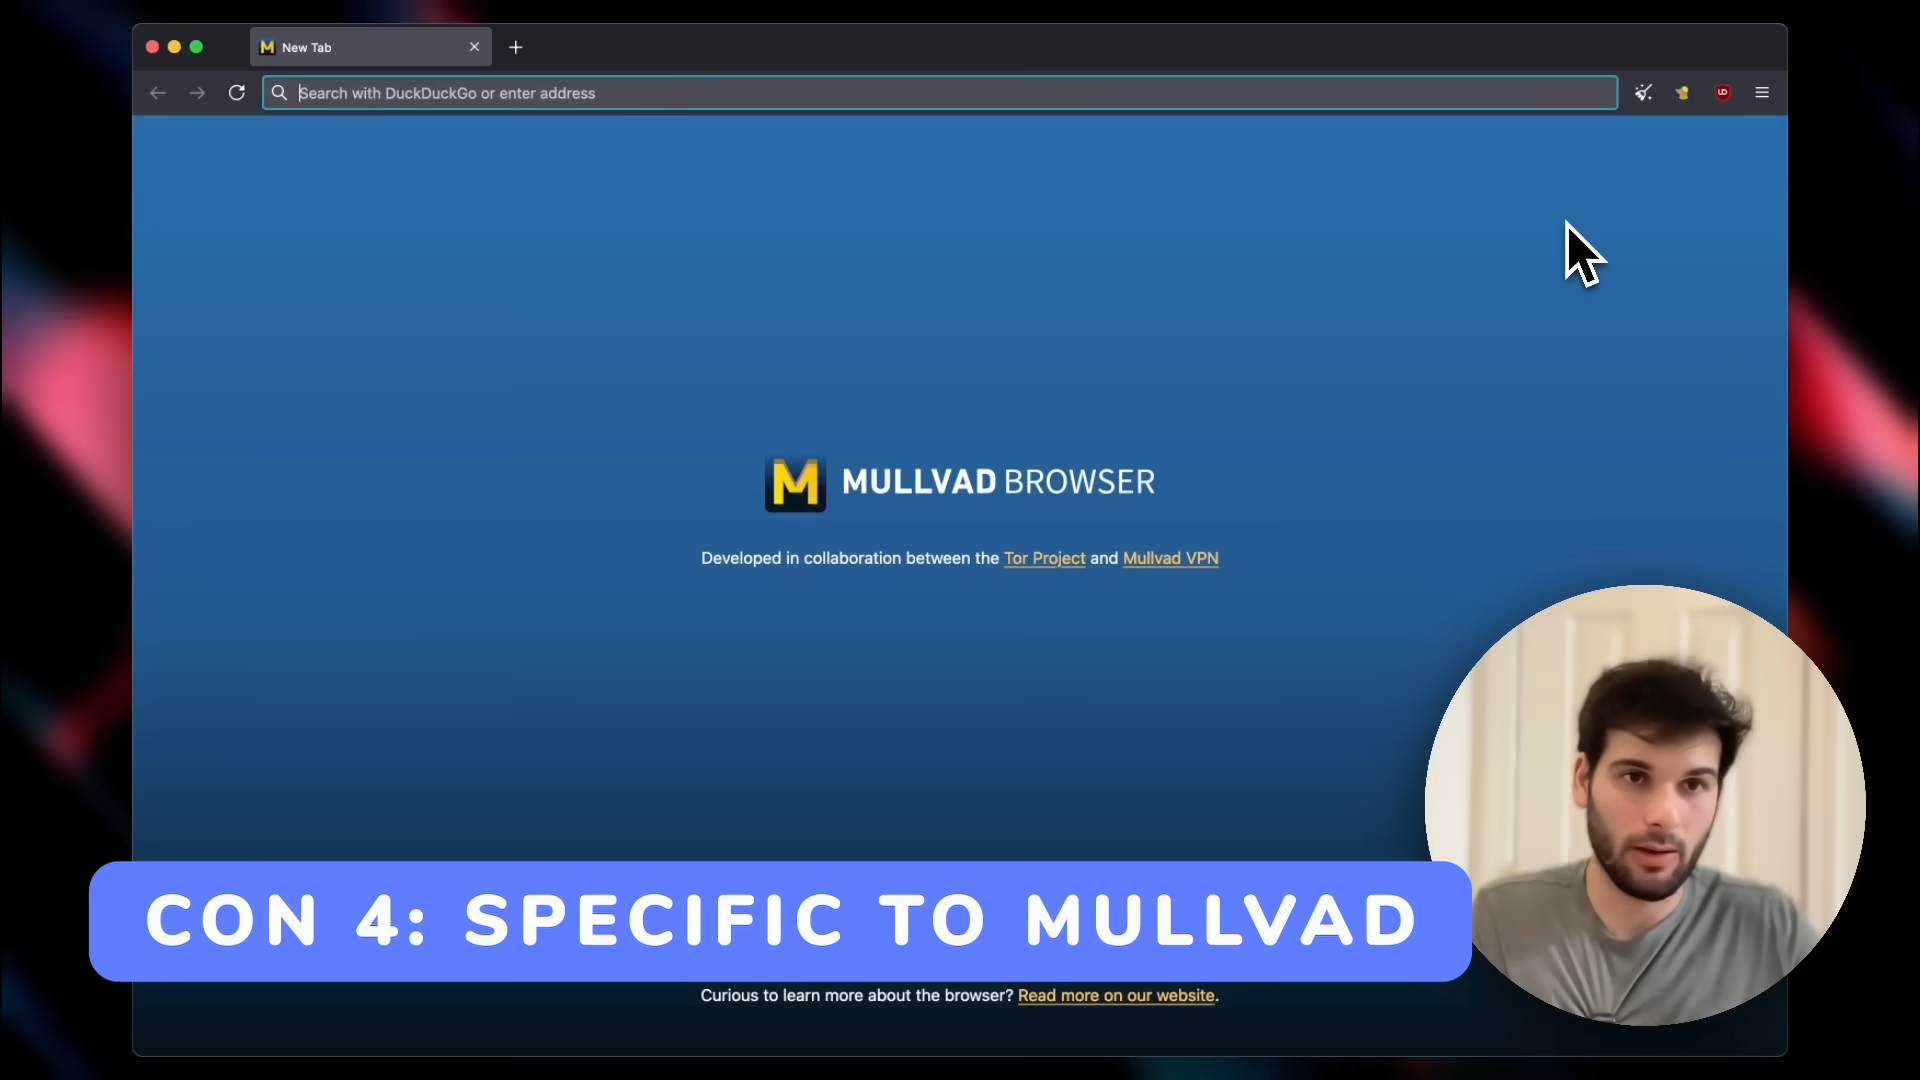 New Tab
Search with DuckDuckGo or enter address
MULLVAD BROWSER
Developed in collaboration between the Tor Project and Mullvad VPN
CON 4: SPECIFIC TO MULLVAD
Curious to learn more about the browser? Read more on our website.